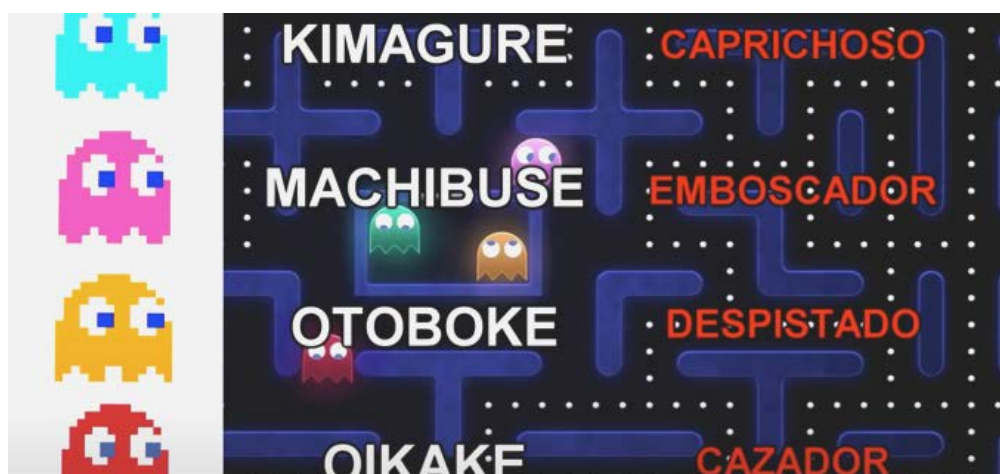 KIMAGURE CAPRICHOSO
MACHIBUSE EMBOSCADOR
OTOBOKE DESPISTADO
OIKAKE CAZADOR